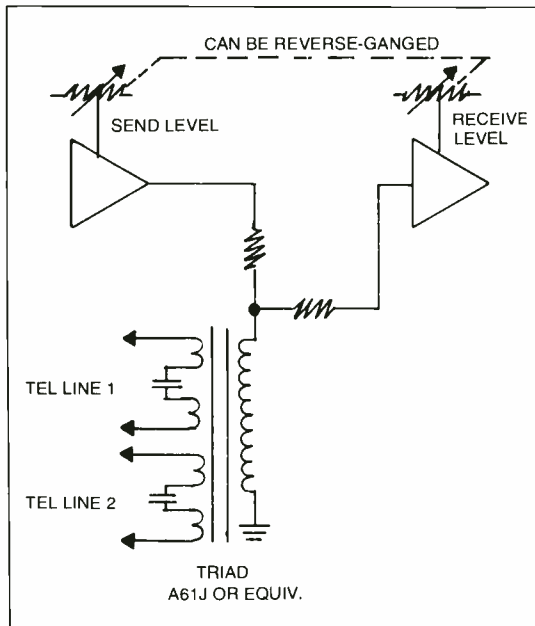 CAN BE REVERSE-GANGED
SEND LEVEL
RECEIVE
LEVEL
TEL LINE 1
TEL LINE 2
TRIAD
A61J OR EQUIV.